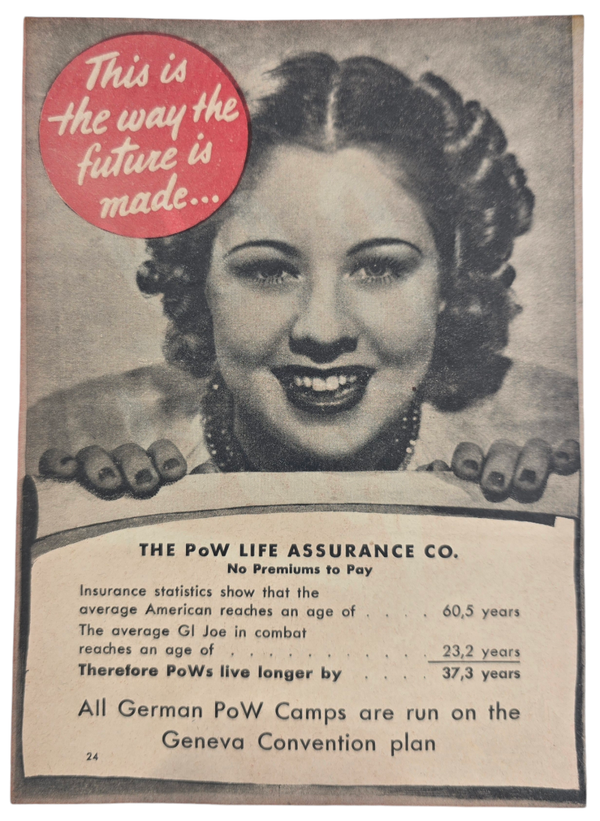 This is
the way the
future is
made...
THE PoW LIFE ASSURANCE CO.
No Premiums to Pay
Insurance statistics show that the
average American reaches an age of . . . . 60,5 years
The average GI Joe in combat
reaches an age of . . . . . . . . . . . 23,2 years
Therefore PoWs live longer by . . . . 37,3 years
All German PoW Camps are run on the
Geneva Convention plan
24